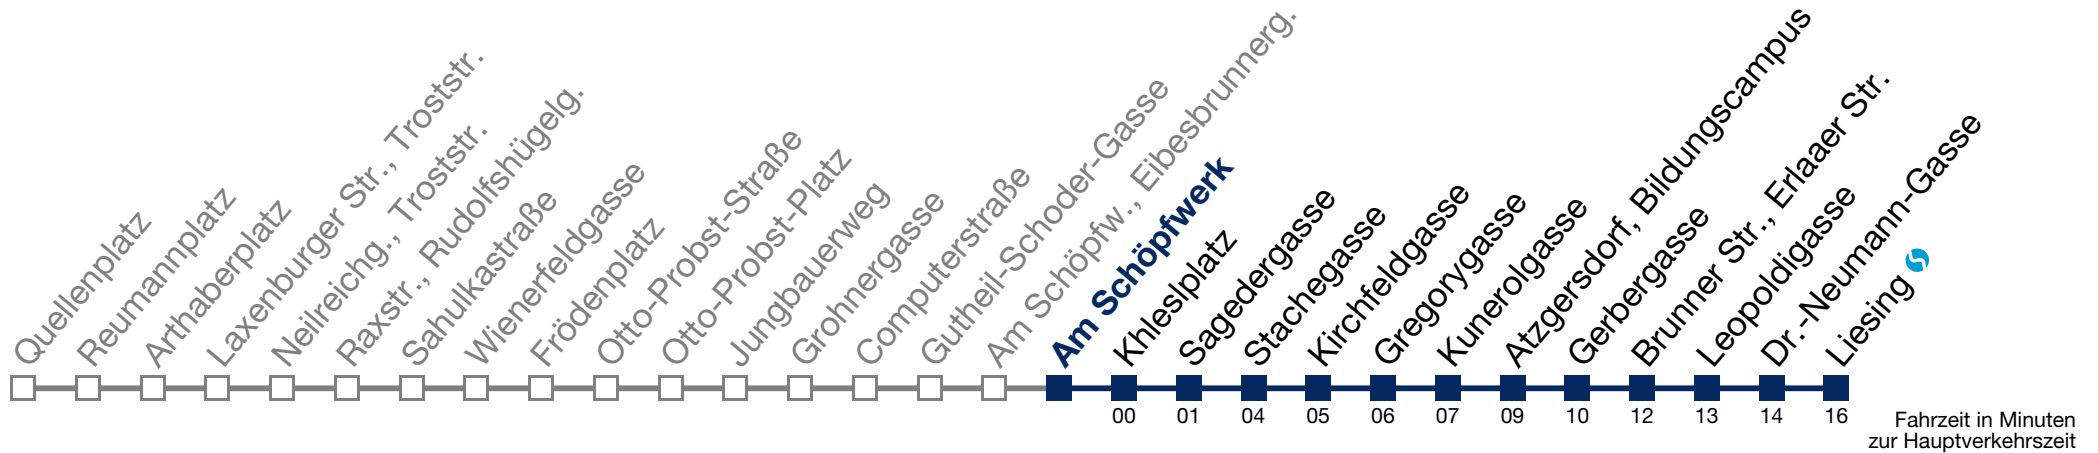 Quellenplatz
Reumannplatz
Arthaberplatz
Laxenburger Str., Troststr.
Neilreichg., Troststr.
Raxstr., Rudolfshügelg.
Sahulkastraße
Wienerfeldgasse
Frödenplatz
Otto-Probst-Straße
Otto-Probst-Platz
Jungbauerweg
Grohnergasse
Computerstraße
Gutheil-Schoder-Gasse
Am Schöpfw., Eibesbrunnerg.
Am Schöpfwerk
Khleslplatz
Sagedergasse
Stachegasse
Kirchfeldgasse
Gregorygasse
Kunerolgasse
Atzgersdorf, Bildungscampus
Gerbergasse
Brunner Str., Erlaaer Str.
Leopoldigasse
Dr.-Neumann-Gasse
Liesing
00 01 04 05 06 07 09 10 12 13 14 16
Fahrzeit in Minuten
zur Hauptverkehrszeit